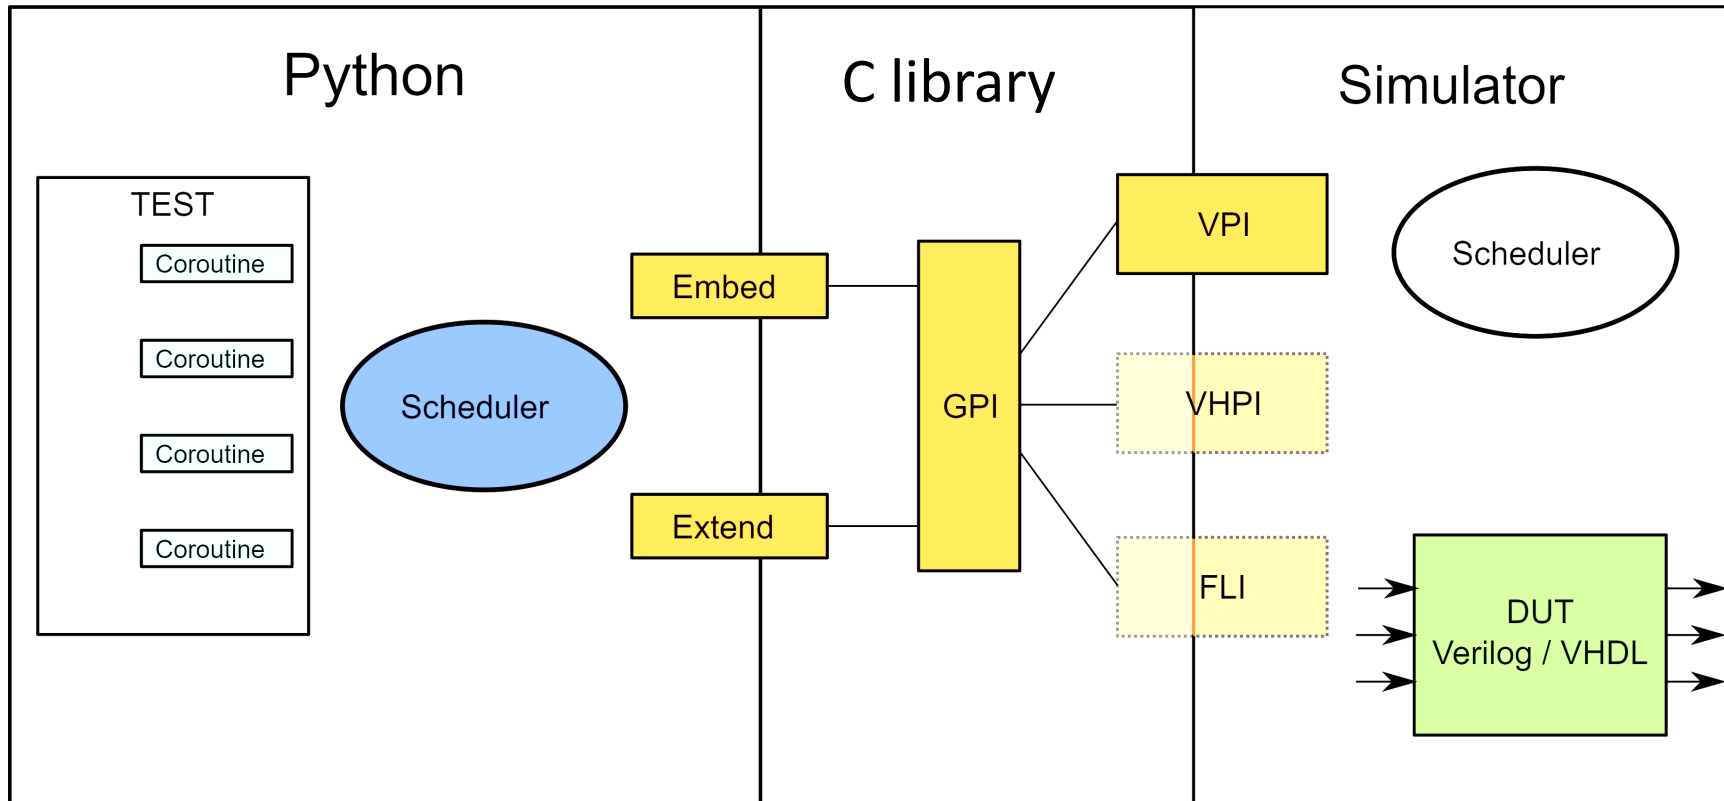 Python
C library
Simulator
TEST
Coroutine
Coroutine
Coroutine
Coroutine
Scheduler
Embed
Extend
GPI
VPI
VHPI
FLI
Scheduler
DUT
Verilog / VHDL